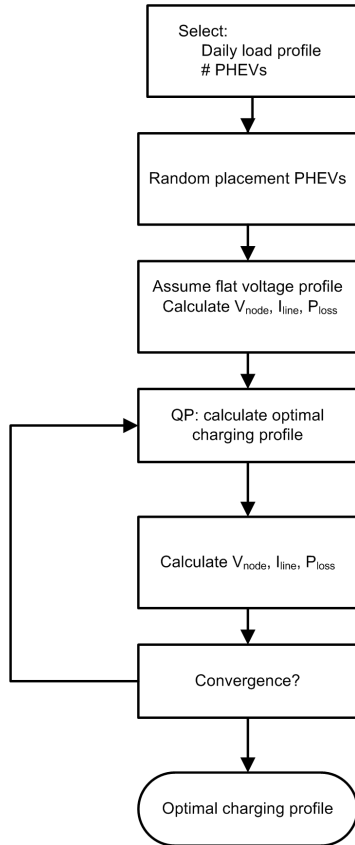 Select:
Daily load profile
# PHEVs
Random placement PHEVs
Assume flat voltage profile
Calculate Vnode, Iline, Ploss
QP: calculate optimal
charging profile
Calculate Vnode, Iline, Ploss
Convergence?
Optimal charging profile